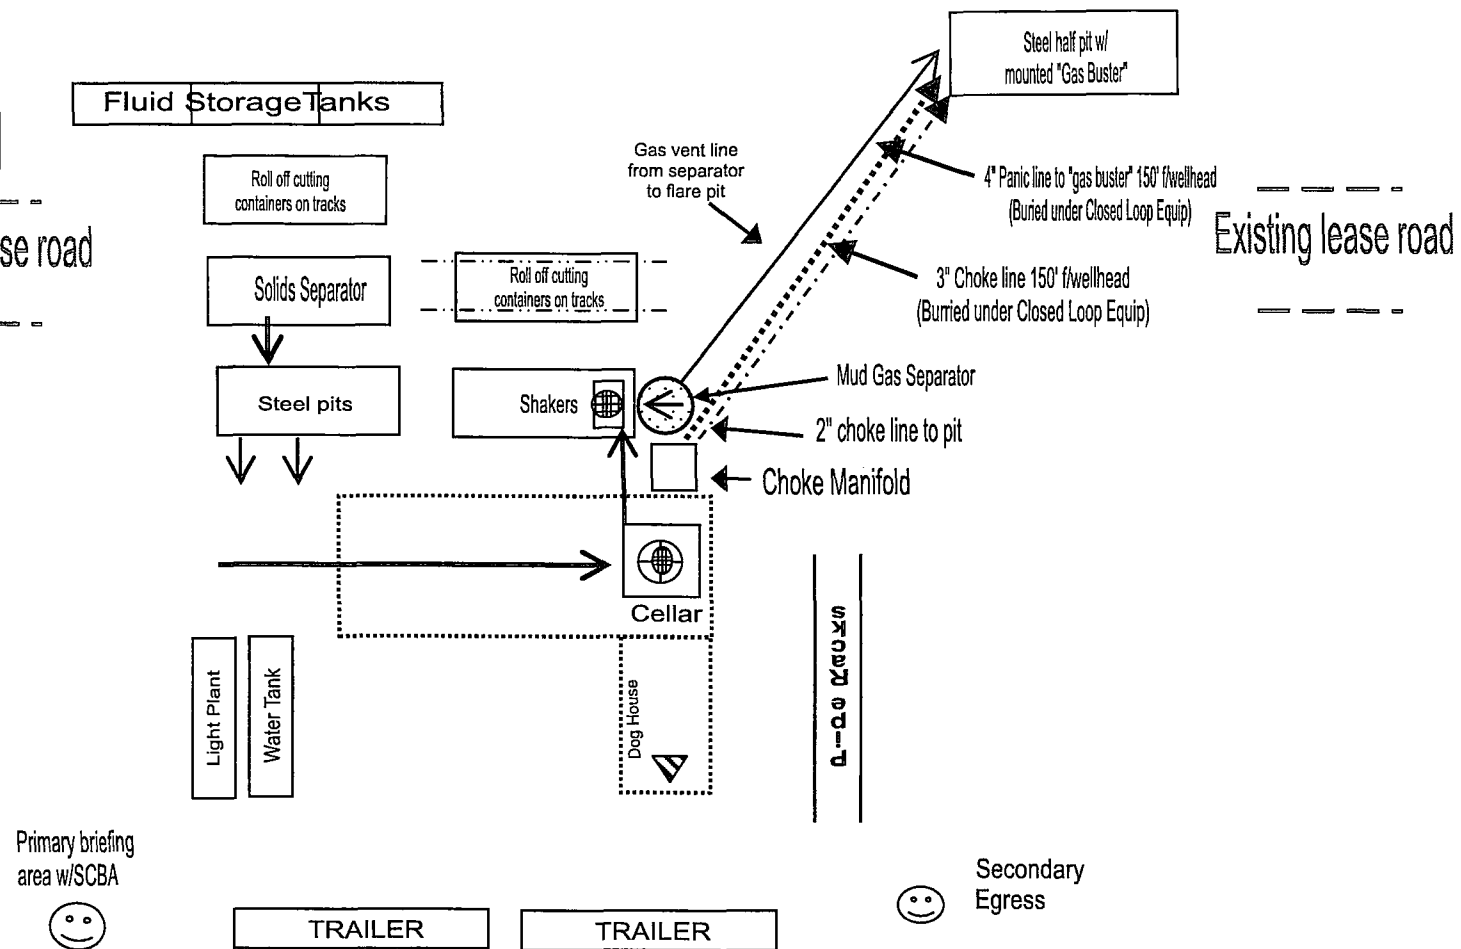 Steel half pit w/
mounted "Gas Buster"
Fluid StorageTanks
Gas vent line
from separator
to flare pit
Roll off cutting
containers on tracks
4" Panic line to "gas buster" 150' f/wellhead
(Buried under Closed Loop Equip)
se road
Existing lease road
Solids Separator
Roll off cutting
containers on tracks
3" Choke line 150' f/wellhead
(Burried under Closed Loop Equip)
Steel pits
Shakers
Mud Gas Separator
2" choke line to pit
Choke Manifold
Cellar
Light Plant
Water Tank
Dog House
Pipe Racks
Primary briefing
area w/SCBA
Secondary
Egress
TRAILER
TRAILER